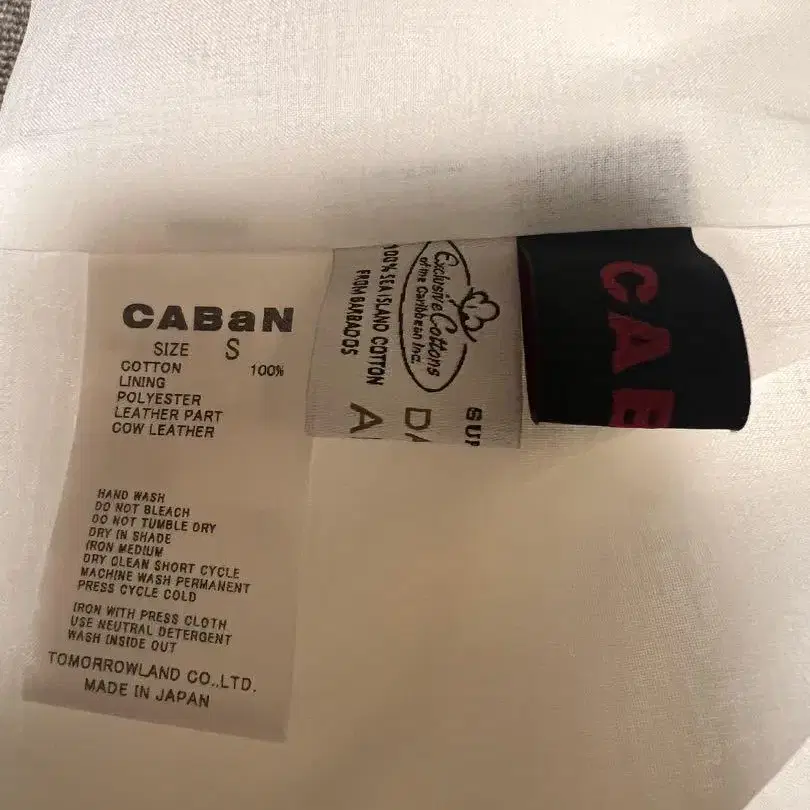 CABaN
SIZE S
COTTON 100%
LINING
POLYESTER
LEATHER PART
COW LEATHER
HAND WASH
DO NOT BLEACH
DO NOT TUMBLE DRY
DRY IN SHADE
IRON MEDIUM
DRY CLEAN SHORT CYCLE
MACHINE WASH PERMANENT
PRESS CYCLE COLD
IRON WITH PRESS CLOTH
USE NEUTRAL DETERGENT
WASH INSIDE OUT
TOMORROWLAND CO.,LTD.
MADE IN JAPAN
Exclusive Cottons
of the Caribbean Inc.
100% SEA ISLAND COTTON
FROM BARBADOS
SUP
DA
A
CAB